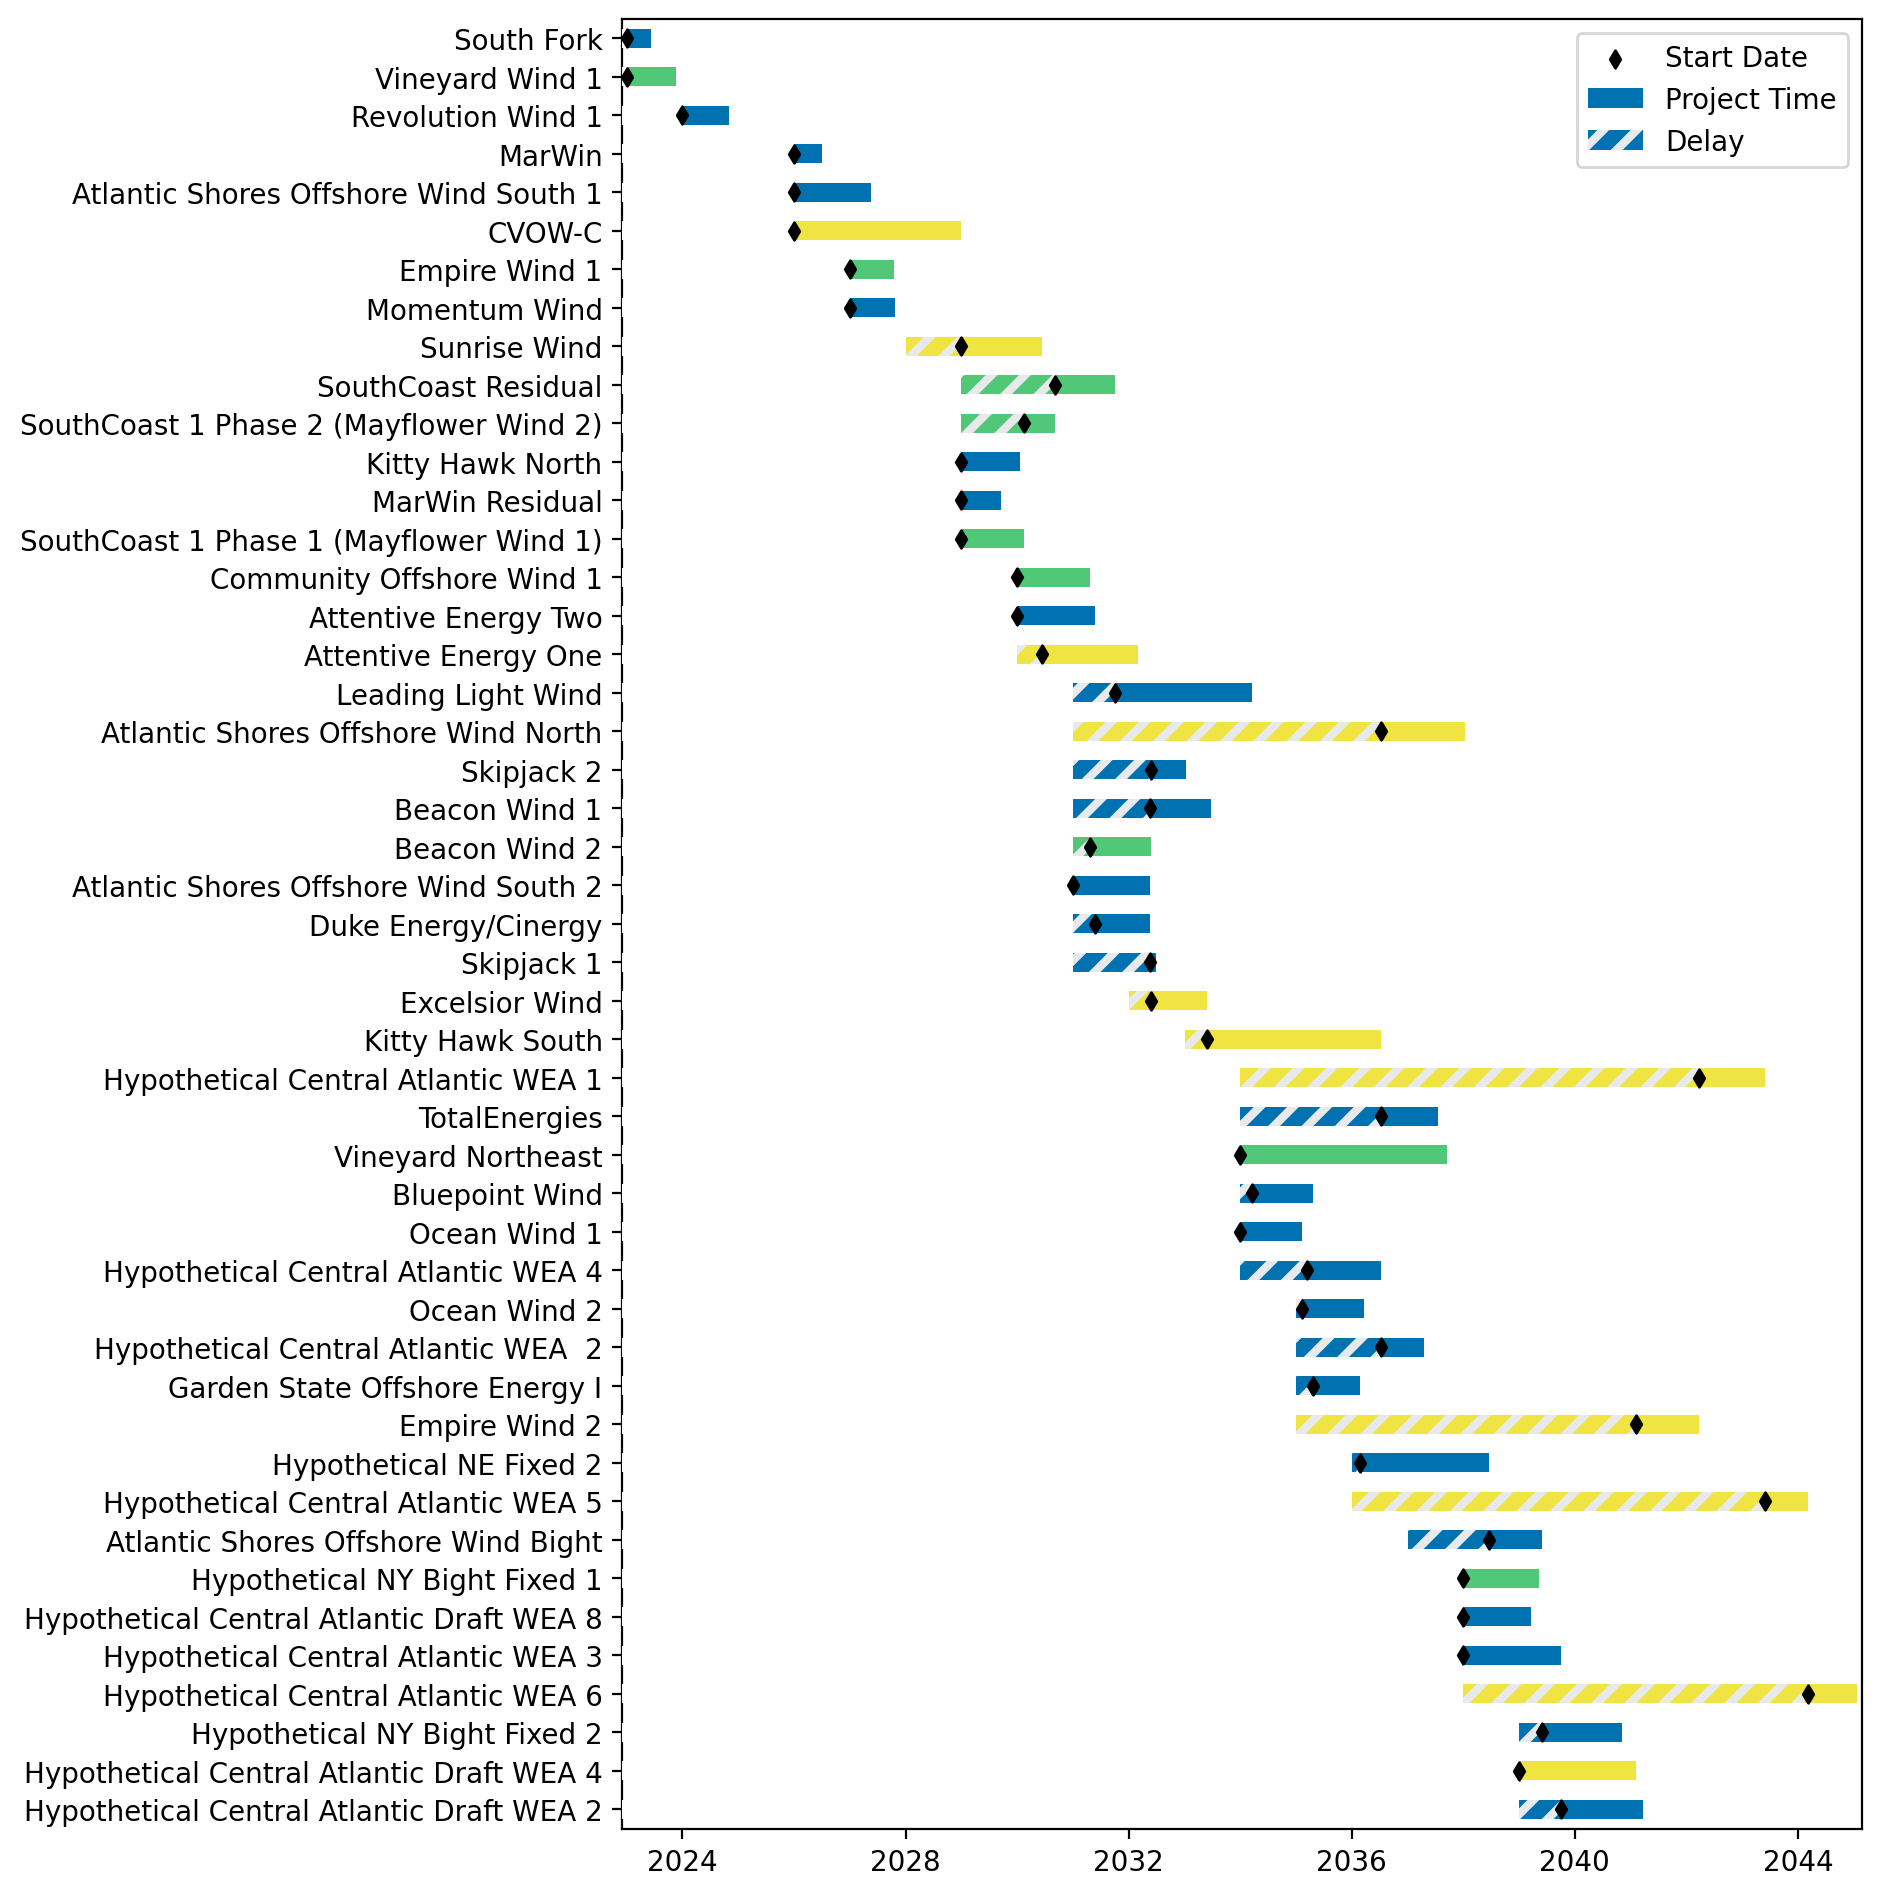 South Fork
Vineyard Wind 1
Revolution Wind 1
MarWin
Atlantic Shores Offshore Wind South 1
CVOW-C
Empire Wind 1
Momentum Wind
Sunrise Wind
SouthCoast Residual
SouthCoast 1 Phase 2 (Mayflower Wind 2)
Kitty Hawk North
MarWin Residual
SouthCoast 1 Phase 1 (Mayflower Wind 1)
Community Offshore Wind 1
Attentive Energy Two
Attentive Energy One
Leading Light Wind
Atlantic Shores Offshore Wind North
Skipjack 2
Beacon Wind 1
Beacon Wind 2
Atlantic Shores Offshore Wind South 2
Duke Energy/Cinergy
Skipjack 1
Excelsior Wind
Kitty Hawk South
Hypothetical Central Atlantic WEA 1
TotalEnergies
Vineyard Northeast
Bluepoint Wind
Ocean Wind 1
Hypothetical Central Atlantic WEA 4
Ocean Wind 2
Hypothetical Central Atlantic WEA  2
Garden State Offshore Energy I
Empire Wind 2
Hypothetical NE Fixed 2
Hypothetical Central Atlantic WEA 5
Atlantic Shores Offshore Wind Bight
Hypothetical NY Bight Fixed 1
Hypothetical Central Atlantic Draft WEA 8
Hypothetical Central Atlantic WEA 3
Hypothetical Central Atlantic WEA 6
Hypothetical NY Bight Fixed 2
Hypothetical Central Atlantic Draft WEA 4
Hypothetical Central Atlantic Draft WEA 2
Start Date
Project Time
Delay
2024 2028 2032 2036 2040 2044